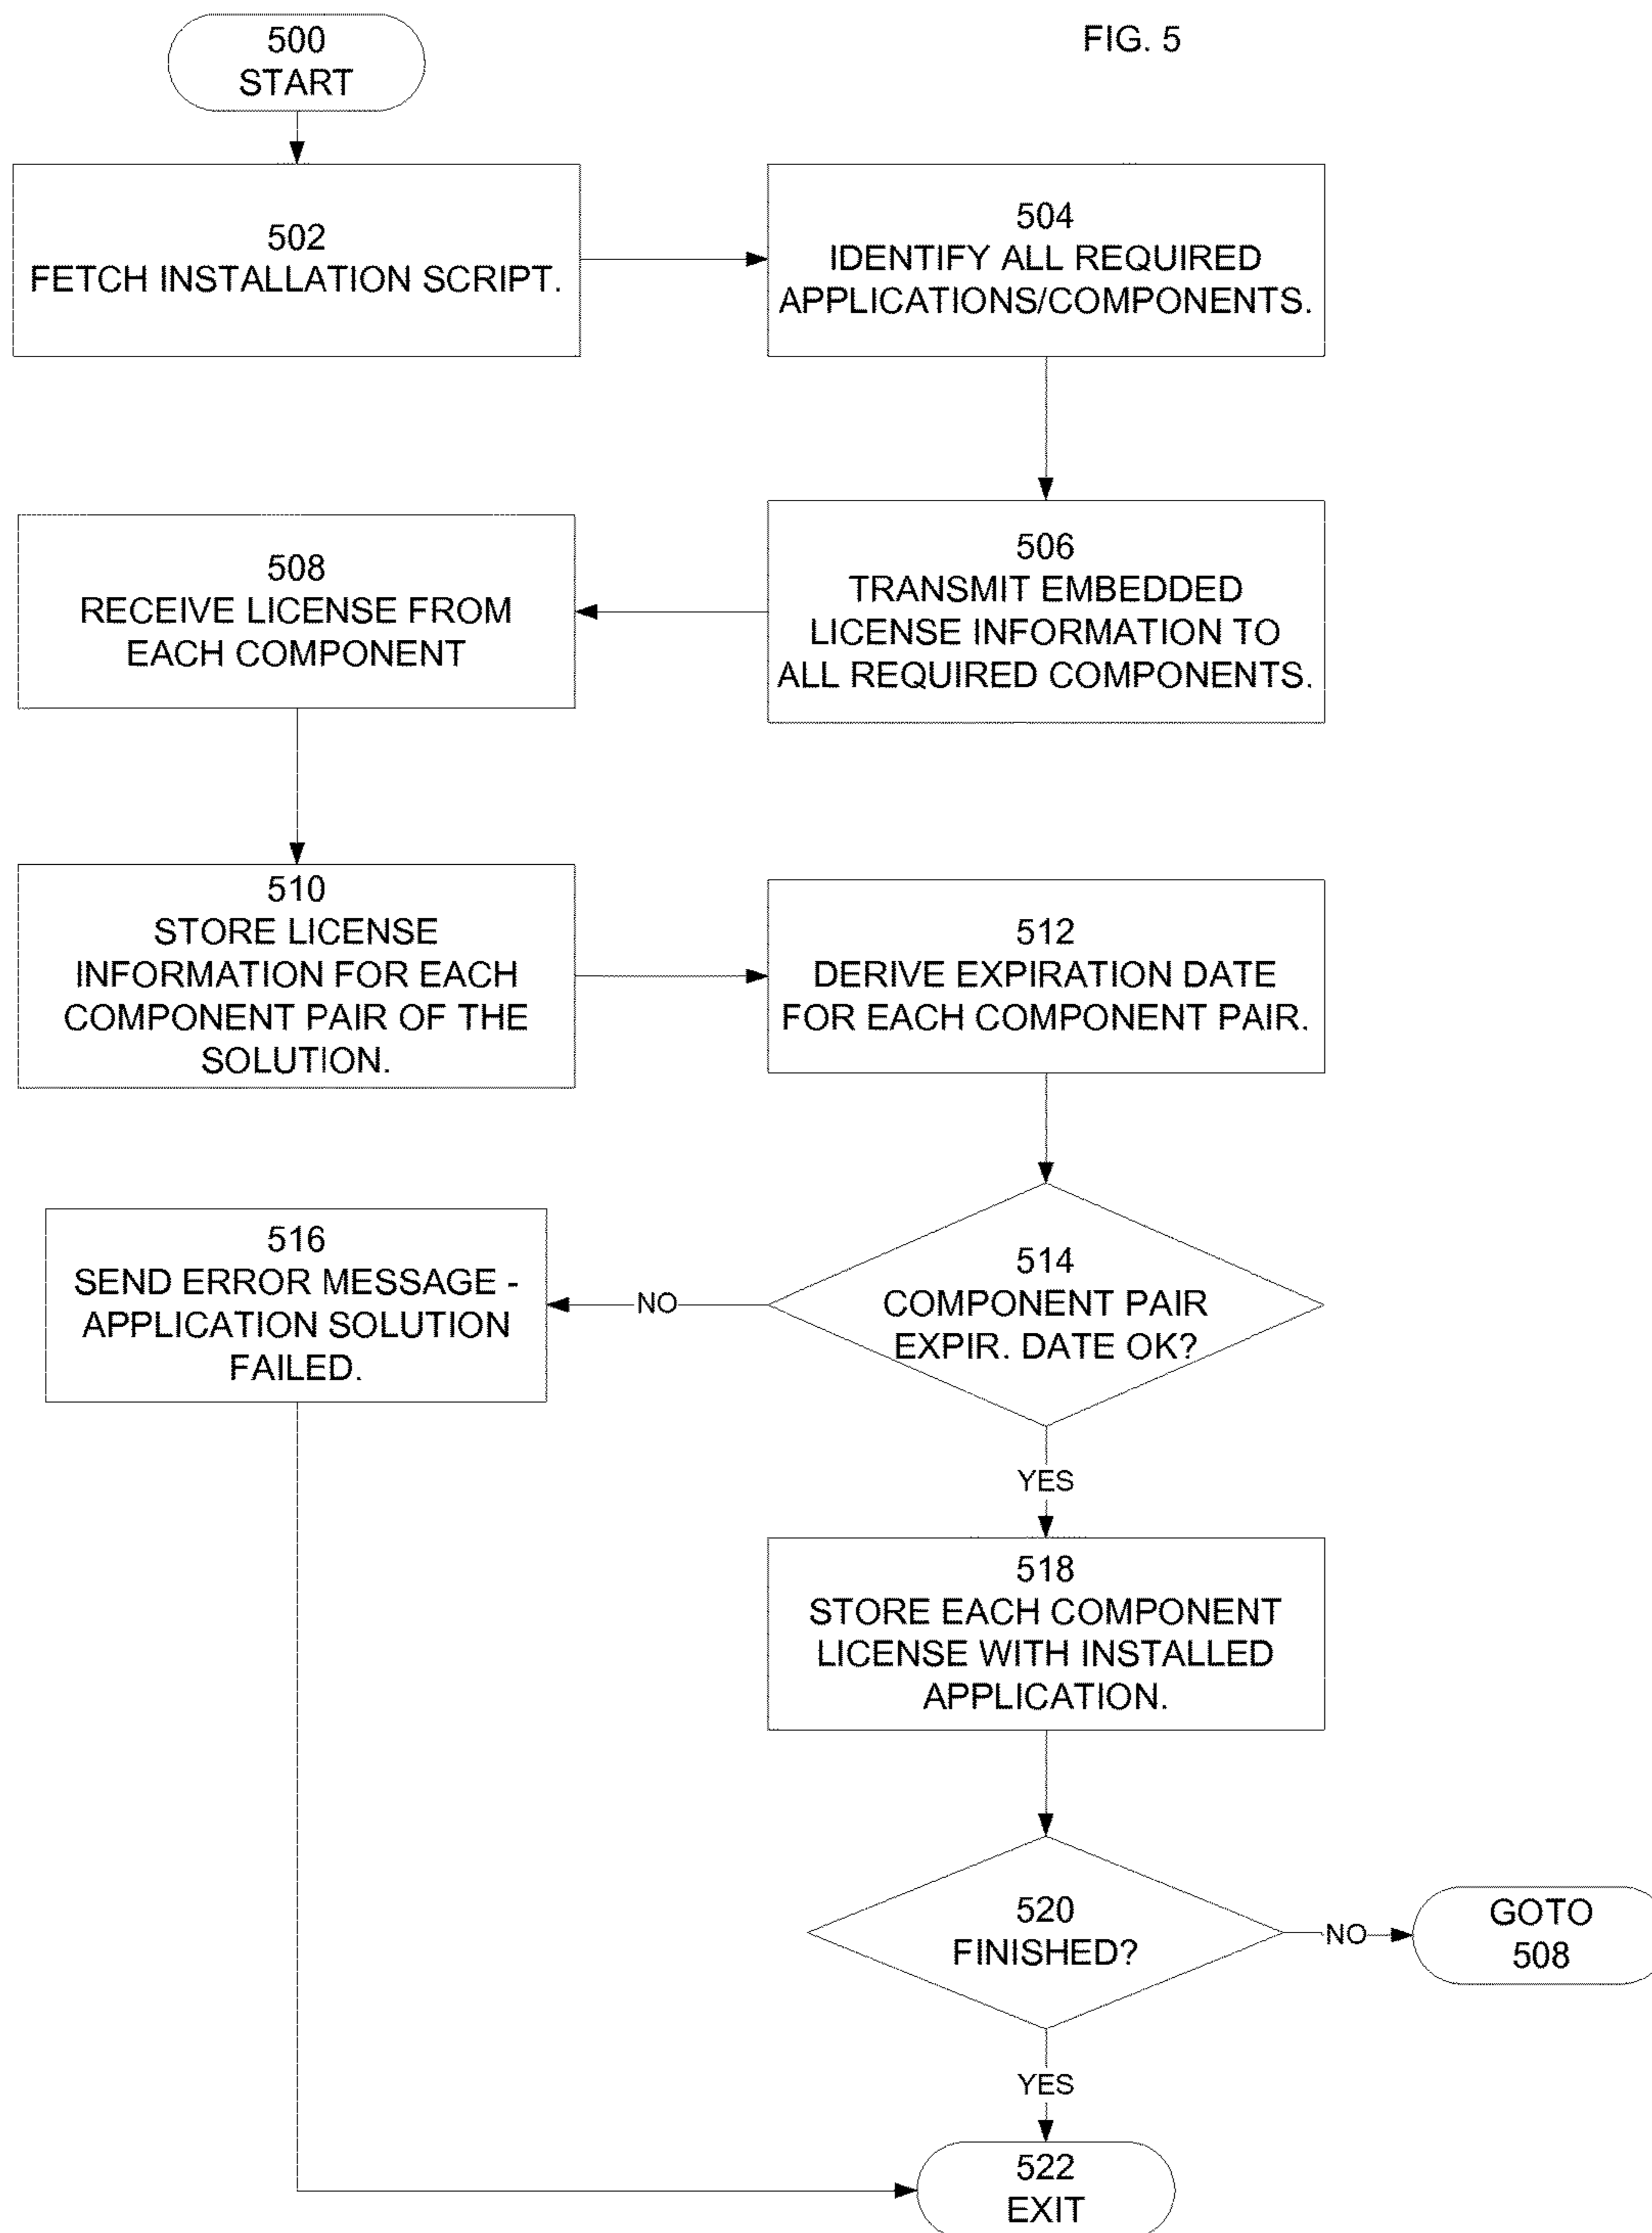 FIG. 5
500
START
502
FETCH INSTALLATION SCRIPT.
504
IDENTIFY ALL REQUIRED
APPLICATIONS/COMPONENTS.
506
TRANSMIT EMBEDDED
LICENSE INFORMATION TO
ALL REQUIRED COMPONENTS.
508
RECEIVE LICENSE FROM
EACH COMPONENT
510
STORE LICENSE
INFORMATION FOR EACH
COMPONENT PAIR OF THE
SOLUTION.
512
DERIVE EXPIRATION DATE
FOR EACH COMPONENT PAIR.
514
COMPONENT PAIR
EXPIR. DATE OK?
NO
516
SEND ERROR MESSAGE -
APPLICATION SOLUTION
FAILED.
YES
518
STORE EACH COMPONENT
LICENSE WITH INSTALLED
APPLICATION.
520
FINISHED?
NO
GOTO
508
YES
522
EXIT